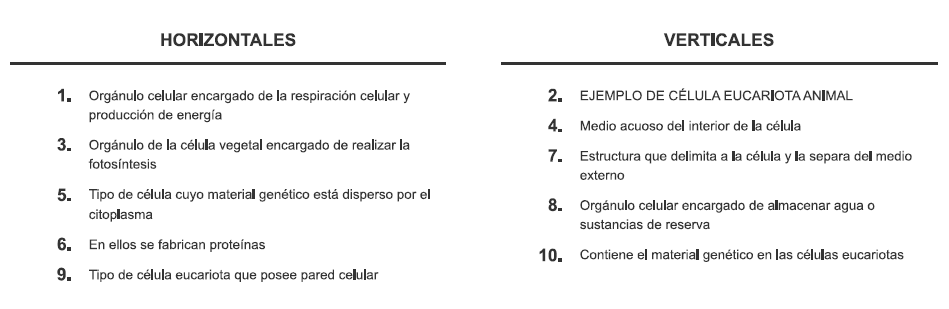 HORIZONTALES
1. Orgánulo celular encargado de la respiración celular y
producción de energía
3. Orgánulo de la célula vegetal encargado de realizar la
fotosíntesis
5. Tipo de célula cuyo material genético está disperso por el
citoplasma
6. En ellos se fabrican proteínas
9. Tipo de célula eucariota que posee pared celular
VERTICALES
2. EJEMPLO DE CÉLULA EUCARIOTA ANIMAL
4. Medio acuoso del interior de la célula
7. Estructura que delimita a la célula y la separa del medio
externo
8. Orgánulo celular encargado de almacenar agua o
sustancias de reserva
10. Contiene el material genético en las células eucariotas